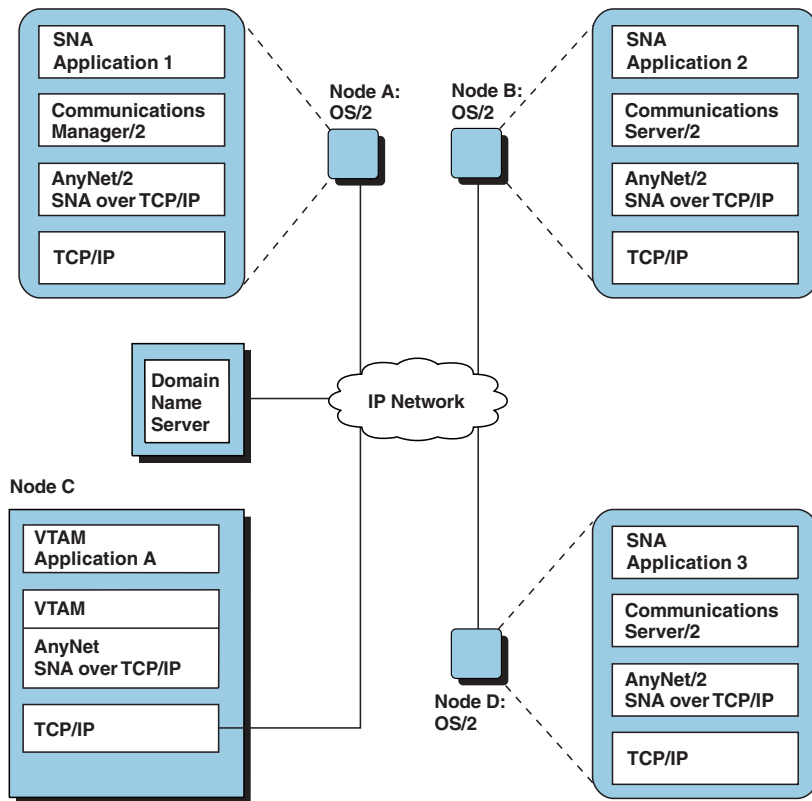 SNA
Application 1
Communications
Manager/2
AnyNet/2
SNA over TCP/IP
TCP/IP
Node A:
OS/2
Node B:
OS/2
SNA
Application 2
Communications
Server/2
AnyNet/2
SNA over TCP/IP
TCP/IP
Domain
Name
Server
IP Network
Node C
VTAM
Application A
VTAM
AnyNet
SNA over TCP/IP
TCP/IP
Node D:
OS/2
SNA
Application 3
Communications
Server/2
AnyNet/2
SNA over TCP/IP
TCP/IP